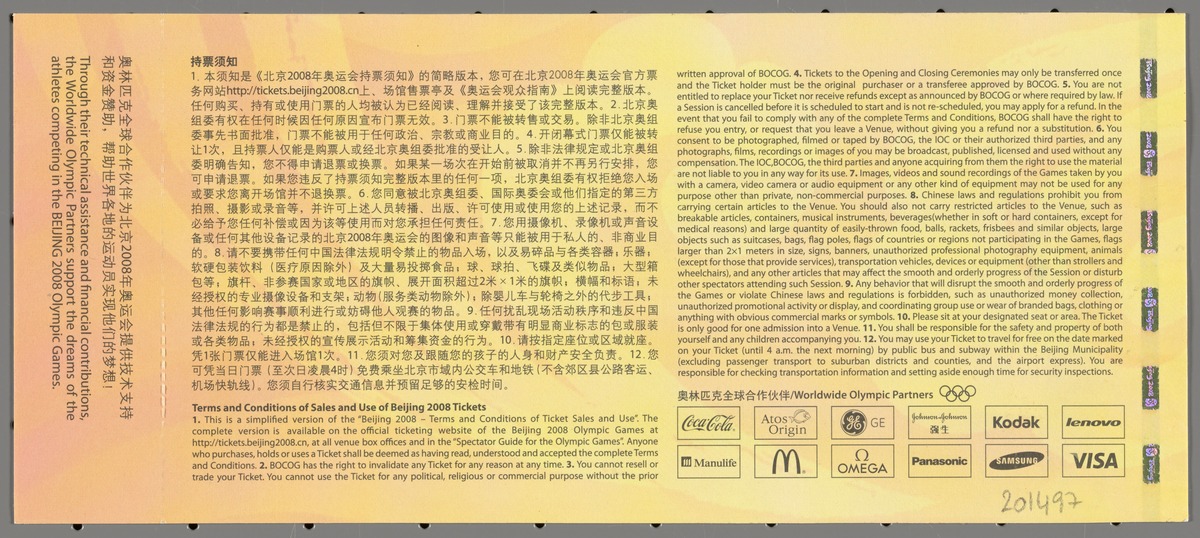 奥林匹克全球合作伙伴为北京2008年奥运会提供技术支持
和资金赞助，帮助世界各地的运动员实现他们的梦想！
Through their technical assistance and financial contributions,
the Worldwide Olympic Partners support the dreams of the
athletes competing in the BEIJING 2008 Olympic Games.
持票须知
1. 本须知是《北京2008年奥运会持票须知》的简略版本，您可在北京2008年奥运会官方票
务网站http://tickets.beijing2008.cn上、场馆售票亭及《奥运会观众指南》上阅读完整版本。
任何购买、持有或使用门票的人均被认为已经阅读、理解并接受了该完整版本。2. 北京奥
组委有权在任何时候因任何原因宣布门票无效。3. 门票不能被转售或交易。除非北京奥组
委事先书面批准，门票不能被用于任何政治、宗教或商业目的。4. 开闭幕式门票仅能被转
让1次，且持票人仅能是购票人或经北京奥组委批准的受让人。5. 除非法规规定或北京奥组
委明确告知，您不得申请退票或换票。如果某一场次在开始前被取消并不再另行安排，您
可申请退票。如果您违反了持票须知完整版本里的任何一项，北京奥组委有权拒绝您入场
或要求您离开场馆并不退换票。6. 您同意被北京奥组委、国际奥委会或他们指定的第三方
拍照、摄影或录音等，并许可上述人员转播、出版、许可使用或使用您的上述记录，而不
必给予您任何补偿或因为该等使用而对您承担任何责任。7. 您用摄像机、录像机或声音设
备或任何其他设备记录的北京2008年奥运会的图像和声音等只能被用于私人的、非商业目
的。8. 请不要携带任何中国法律法规明令禁止的物品入场，以及易碎品与各类容器；乐器；
软硬包装饮料（医疗原因除外）及大量易投掷食品；球、球拍、飞碟及类似物品；大型箱
包等；旗杆、非参赛国家或地区的旗帜、展开面积超过2米×1米的旗帜；横幅和标语；未
经授权的专业摄像设备和支架；动物（服务类动物除外）；除婴儿车与轮椅之外的代步工具；
其他任何影响赛事顺利进行或妨碍他人观赛的物品。9. 任何扰乱现场活动秩序和违反中国
法律法规的行为都是禁止的，包括但不限于集体使用或穿戴带有明显商业标志的包或服装
或各类物品；未经授权的宣传展示活动和筹集资金的行为。10. 请按指定座位或区域就座。
凭1张门票仅能进入场馆1次。11. 您须对您及跟随您的孩子的人身和财产安全负责。12. 您
可凭当日门票（至次日凌晨4时）免费乘坐北京市域内公交车和地铁（不含郊区县公路客运、
机场快轨线）。您须自行核实交通信息并预留足够的安检时间。
Terms and Conditions of Sales and Use of Beijing 2008 Tickets
1. This is a simplified version of the "Beijing 2008 – Terms and Conditions of Ticket Sales and Use". The
complete version is available on the official ticketing website of the Beijing 2008 Olympic Games at
http://tickets.beijing2008.cn, at all venue box offices and in the "Spectator Guide for the Olympic Games". Anyone
who purchases, holds or uses a Ticket shall be deemed as having read, understood and accepted the complete Terms
and Conditions. 2. BOCOG has the right to invalidate any Ticket for any reason at any time. 3. You cannot resell or
trade your Ticket. You cannot use the Ticket for any political, religious or commercial purpose without the prior
written approval of BOCOG. 4. Tickets to the Opening and Closing Ceremonies may only be transferred once
and the Ticket holder must be the original purchaser or a transferee approved by BOCOG. 5. You are not
entitled to replace your Ticket nor receive refunds except as announced by BOCOG or where required by law. If
a Session is cancelled before it is scheduled to start and is not re-scheduled, you may apply for a refund. In
the event that you fail to comply with any of the complete Terms and Conditions, BOCOG shall have the right to
refuse you entry, or request that you leave a Venue, without giving you a refund nor a substitution. 6. You
consent to be photographed, filmed or taped by BOCOG, the IOC or their authorized third parties, and any
photographs, films, recordings or images of you may be broadcast, published, licensed and used without any
compensation. The IOC,BOCOG, the third parties and anyone acquiring from them the right to use the material
are not liable to you in any way for its use. 7. Images, videos and sound recordings of the Games taken by you
with a camera, video camera or audio equipment or any other kind of equipment may not be used for any
purpose other than private, non-commercial purposes. 8. Chinese laws and regulations prohibit you from
carrying certain articles to the Venue. You should also not carry restricted articles to the Venue, such as
breakable articles, containers, musical instruments, beverages(whether in soft or hard containers, except for
medical reasons) and large quantity of easily-thrown food, balls, rackets, frisbees and similar objects, large
objects such as suitcases, bags, flag poles, flags of countries or regions not participating in the Games, flags
larger than 2x1 meters in size, signs, banners, unauthorized professional photography equipment, animals
(except for those that provide services), transportation vehicles, devices or equipment (other than strollers and
wheelchairs), and any other articles that may affect the smooth and orderly progress of the Session or disturb
other spectators attending such Session. 9. Any behavior that will disrupt the smooth and orderly progress of
the Games or violate Chinese laws and regulations is forbidden, such as unauthorized money collection,
unauthorized promotional activity or display, and coordinating group use or wear of branded bags, clothing or
anything with obvious commercial marks or symbols. 10. Please sit at your designated seat or area. The Ticket
is only good for one admission into a Venue. 11. You shall be responsible for the safety and property of both
yourself and any children accompanying you. 12. You may use your Ticket to travel for free on the date marked
on your Ticket (until 4 a.m. the next morning) by public bus and subway within the Beijing Municipality
(excluding passenger transport to suburban districts and counties, and the airport express). You are
responsible for checking transportation information and setting aside enough time for security inspections.
奥林匹克全球合作伙伴/Worldwide Olympic Partners
Coca-Cola Atos Origin GE Johnson & Johnson 强生 Kodak lenovo
Manulife M OMEGA Panasonic SAMSUNG VISA
201497